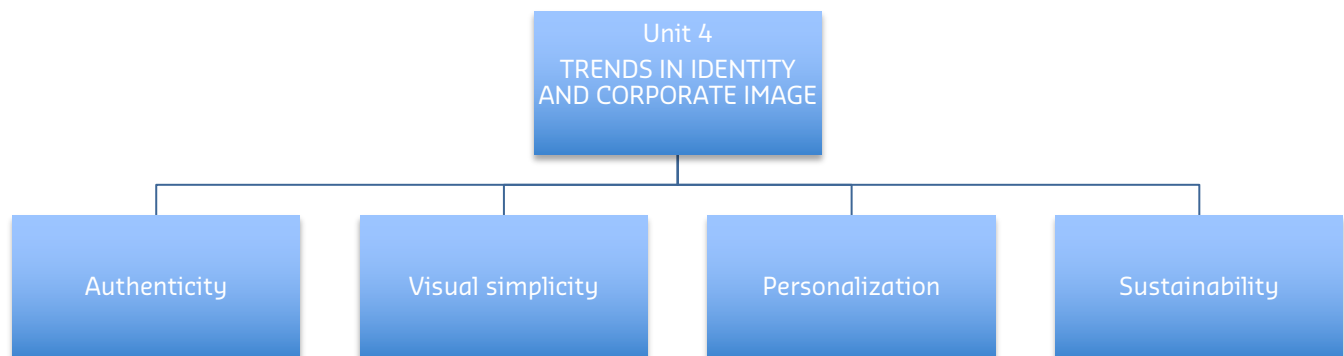 Unit 4
TRENDS IN IDENTITY
AND CORPORATE IMAGE
Authenticity
Visual simplicity
Personalization
Sustainability